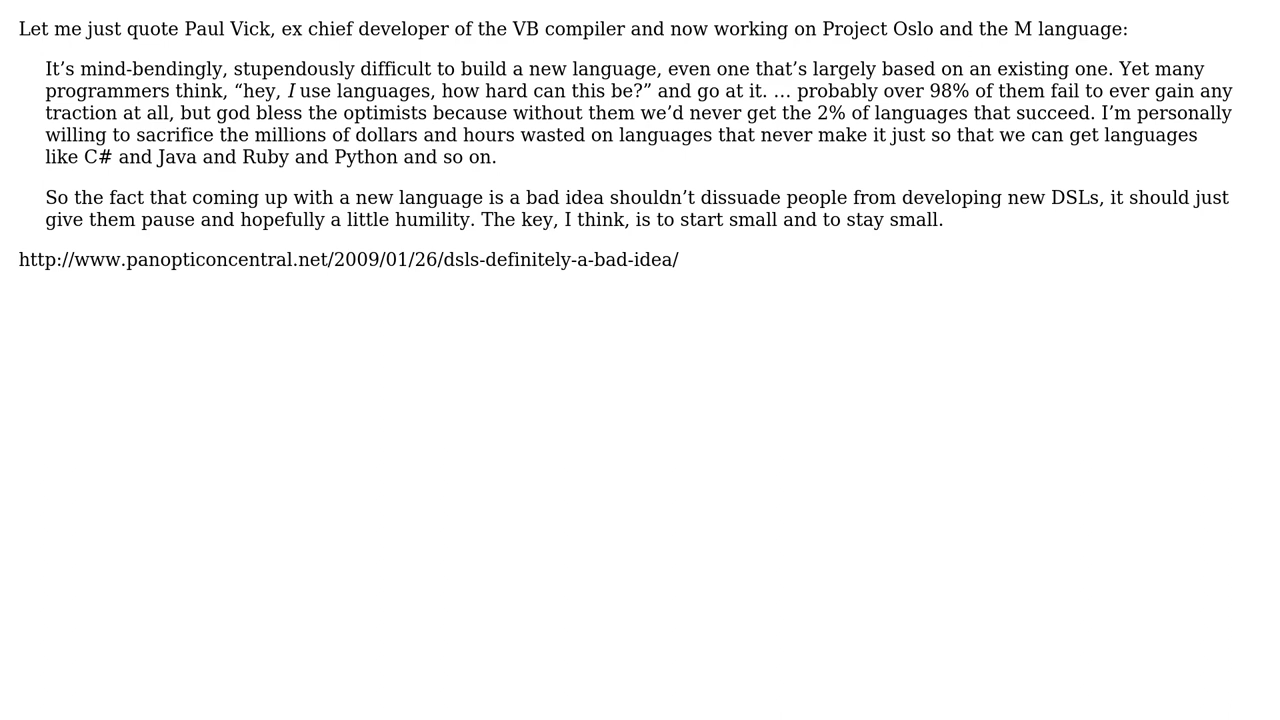 Let me just quote Paul Vick, ex chief developer of the VB compiler and now working on Project Oslo and the M language:
It’s mind-bendingly, stupendously difficult to build a new language, even one that’s largely based on an existing one. Yet many
programmers think, “hey, I use languages, how hard can this be?” and go at it. … probably over 98% of them fail to ever gain any
traction at all, but god bless the optimists because without them we’d never get the 2% of languages that succeed. I’m personally
willing to sacrifice the millions of dollars and hours wasted on languages that never make it just so that we can get languages
like C# and Java and Ruby and Python and so on.
So the fact that coming up with a new language is a bad idea shouldn’t dissuade people from developing new DSLs, it should just
give them pause and hopefully a little humility. The key, I think, is to start small and to stay small.
http://www.panopticoncentral.net/2009/01/26/dsls-definitely-a-bad-idea/